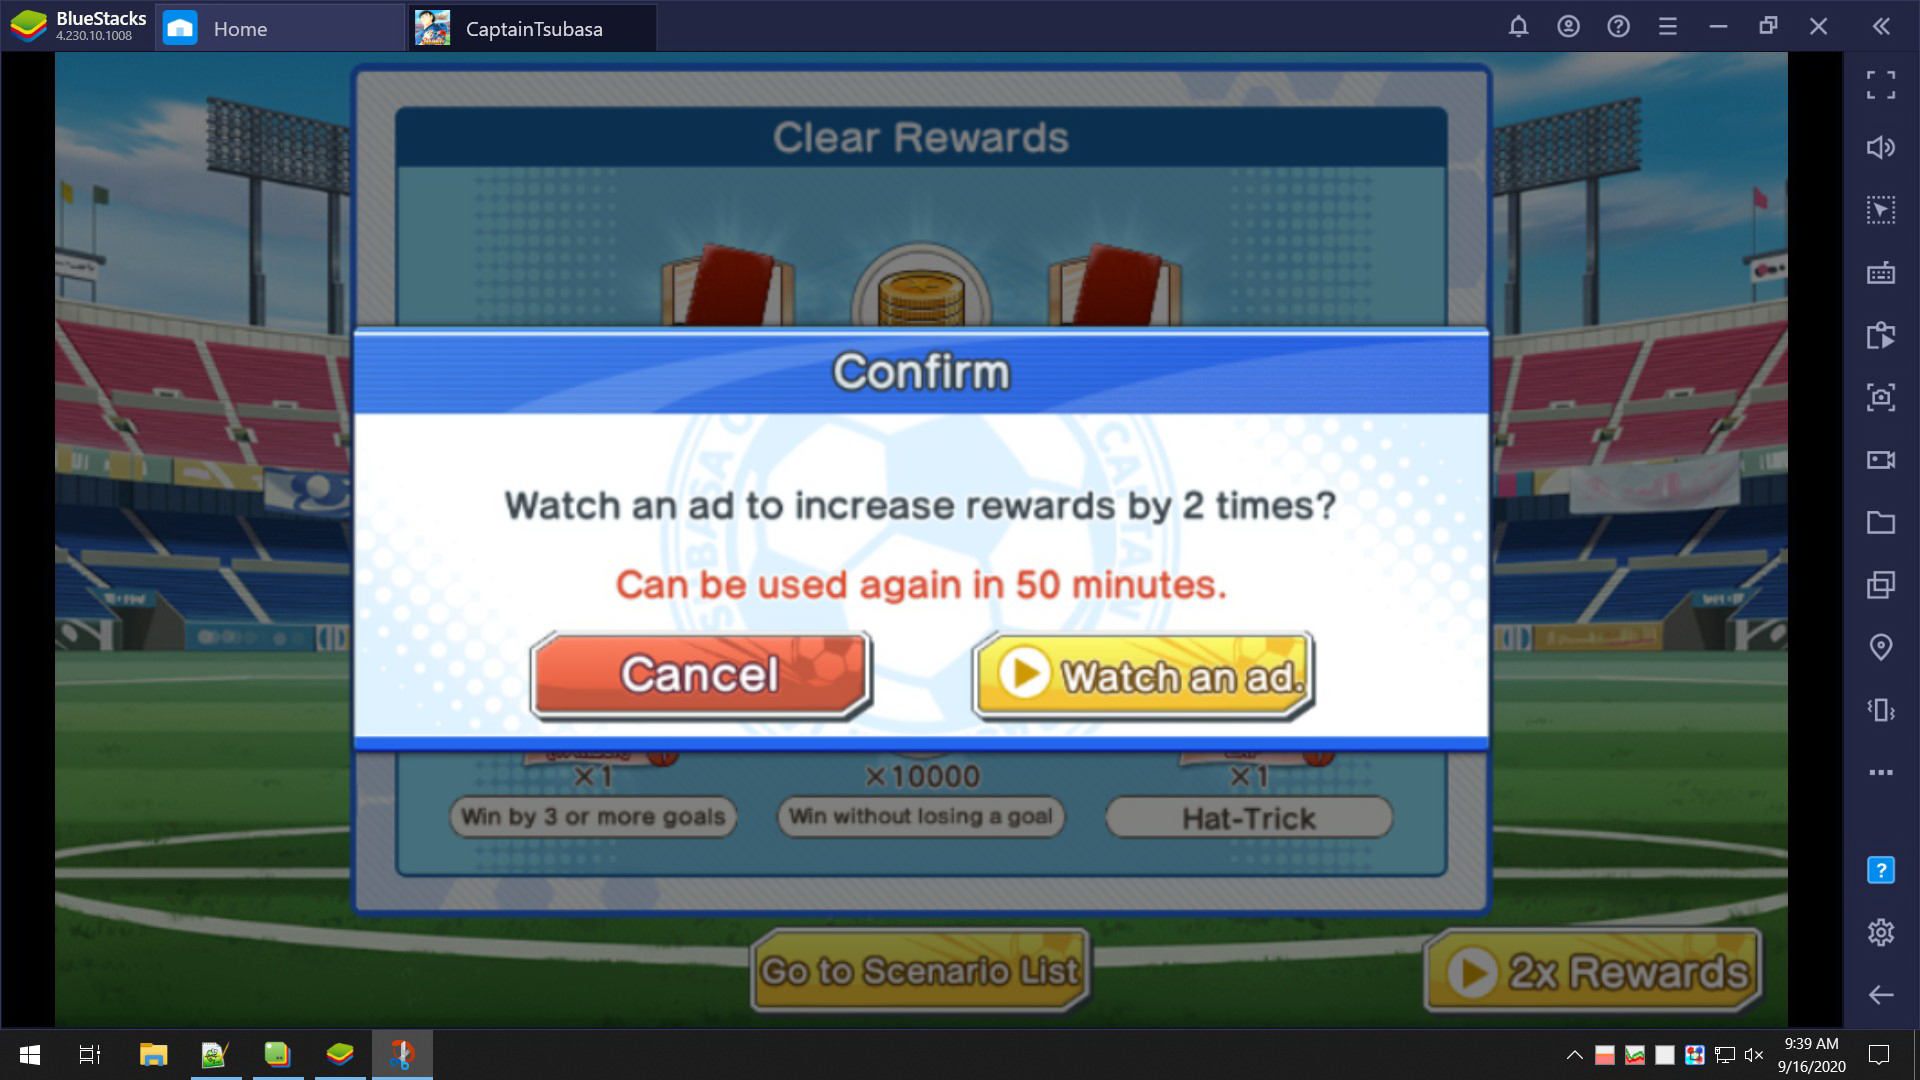 BlueStacks
4.230.10.1008
Home
CaptainTsubasa
Clear Rewards
Confirm
Watch an ad to increase rewards by 2 times?
Can be used again in 50 minutes.
Cancel
Watch an ad.
×1
×10000
×1
Win by 3 or more goals
Win without losing a goal
Hat-Trick
Go to Scenario List
2x Rewards
9:39 AM
9/16/2020